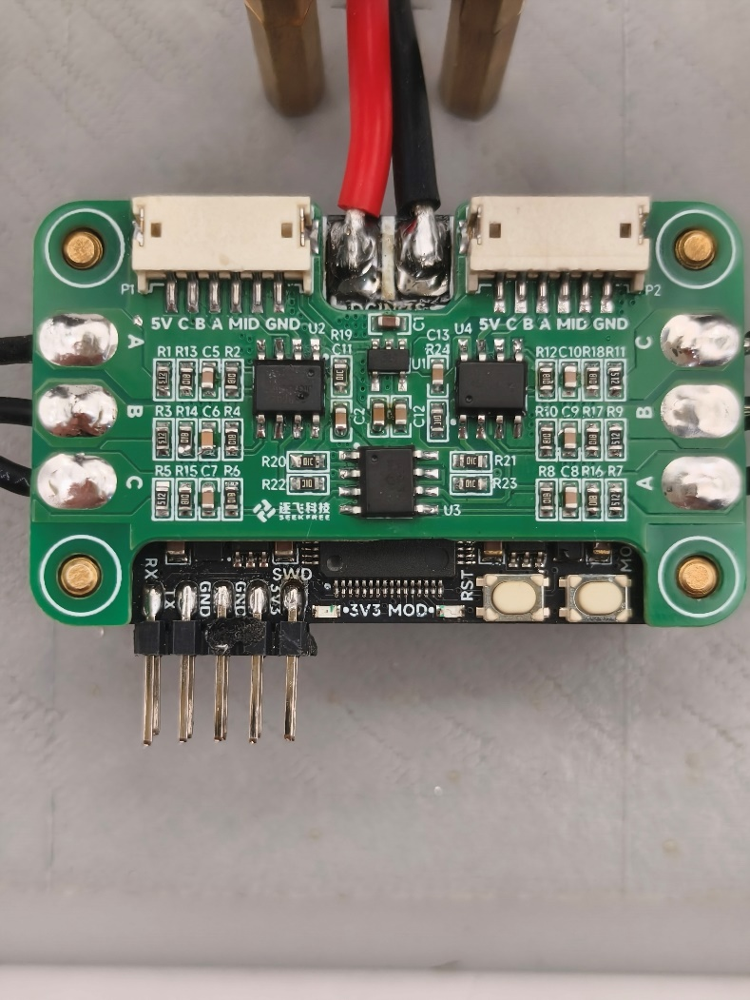 P1
P2
5V C B A MID GND
U2
R19
C1
C13
U4
5V C B A MID GND
A
C11
U1
R24
C
R1 R13 C5 R2
R12 C10 R18 R11
B
C2
C12
B
R3 R14 C6 R4
R10 C9 R17 R9
R20
01C
01C
R21
C
R5 R15 C7 R6
R22
R23
R8 C8 R16 R7
A
逐飞科技
SEEKFREE
U3
RX
TX
GND
GND
SWD
3V3
•3V3 MOD•
RST
MO